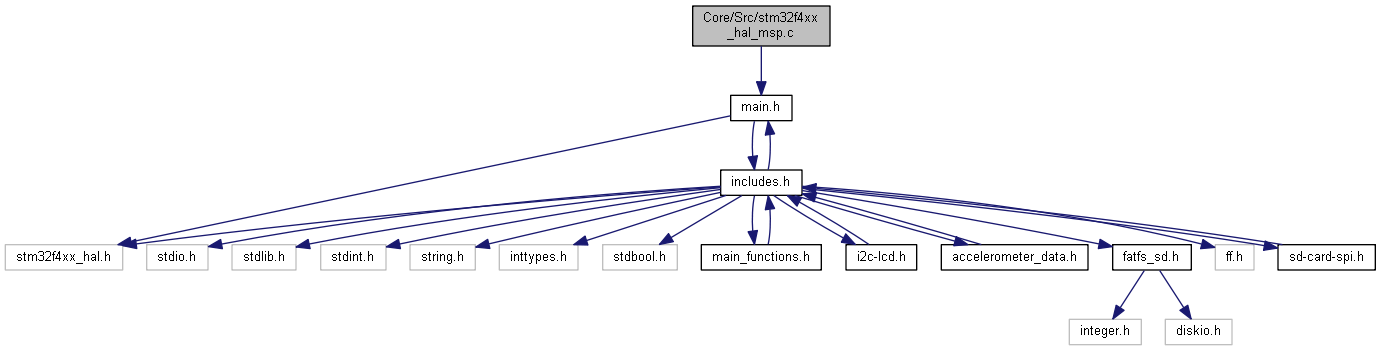 Core/Src/stm32f4xx
_hal_msp.c
main.h
includes.h
stm32f4xx_hal.h
stdio.h
stdlib.h
stdint.h
string.h
inttypes.h
stdbool.h
main_functions.h
i2c-lcd.h
accelerometer_data.h
fatfs_sd.h
ff.h
sd-card-spi.h
integer.h
diskio.h